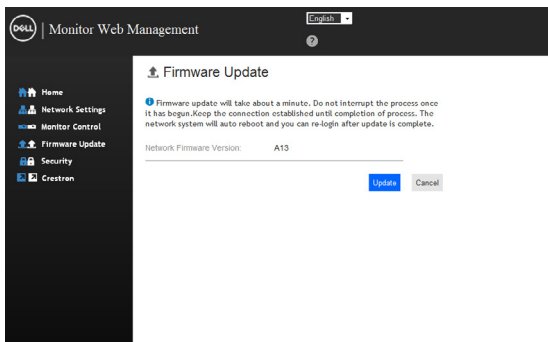 DELL | Monitor Web Management
English
?
Home
Network Settings
Monitor Control
Firmware Update
Security
Crestron
Firmware Update
Firmware update will take about a minute. Do not interrupt the process once
it has begun.Keep the connection established until completion of process. The
network system will auto reboot and you can re-login after update is complete.
Network Firmware Version: A13
Update Cancel